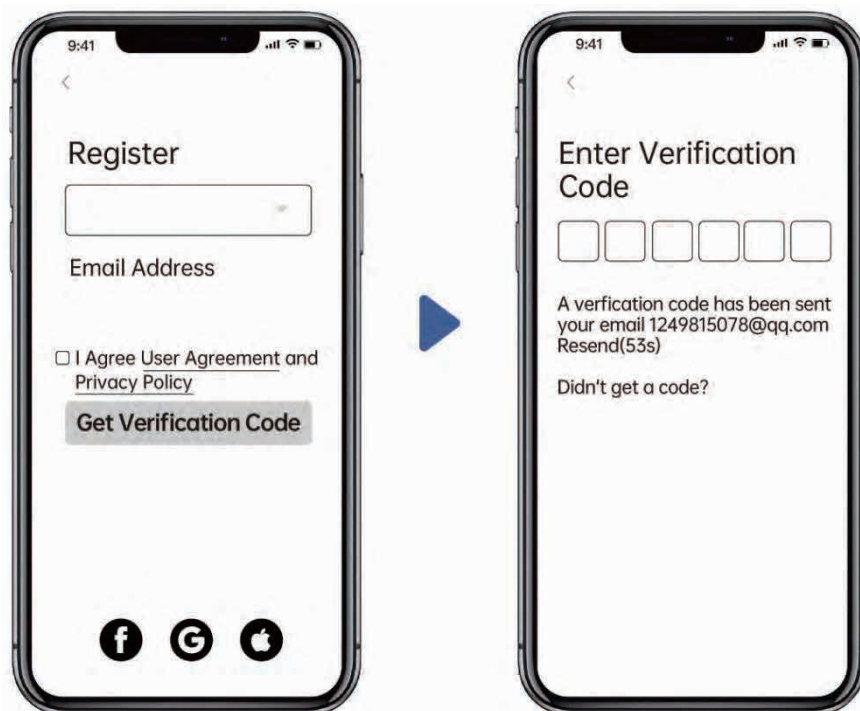 9:41
Register
Email Address
I Agree User Agreement and
Privacy Policy
Get Verification Code
9:41
Enter Verification
Code
A verfication code has been sent
your email 1249815078@qq.com
Resend(53s)
Didn't get a code?